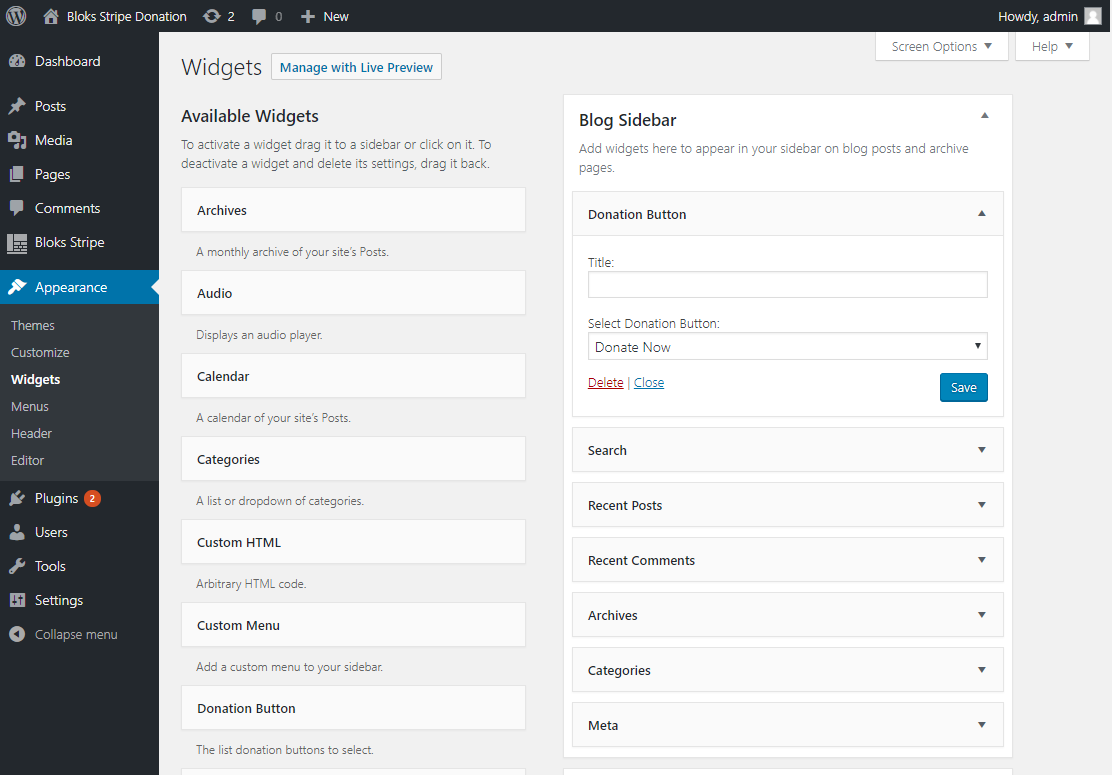 Bloks Stripe Donation 2 0 New Howdy, admin
Dashboard
Posts
Media
Pages
Comments
Bloks Stripe
Appearance
Themes
Customize
Widgets
Menus
Header
Editor
Plugins 2
Users
Tools
Settings
Collapse menu
Screen Options Help
Widgets Manage with Live Preview
Available Widgets
To activate a widget drag it to a sidebar or click on it. To
deactivate a widget and delete its settings, drag it back.
Archives
A monthly archive of your site's Posts.
Audio
Displays an audio player.
Calendar
A calendar of your site's Posts.
Categories
A list or dropdown of categories.
Custom HTML
Arbitrary HTML code.
Custom Menu
Add a custom menu to your sidebar.
Donation Button
The list donation buttons to select.
Blog Sidebar
Add widgets here to appear in your sidebar on blog posts and archive
pages.
Donation Button
Title:
Select Donation Button:
Donate Now
Delete | Close Save
Search
Recent Posts
Recent Comments
Archives
Categories
Meta